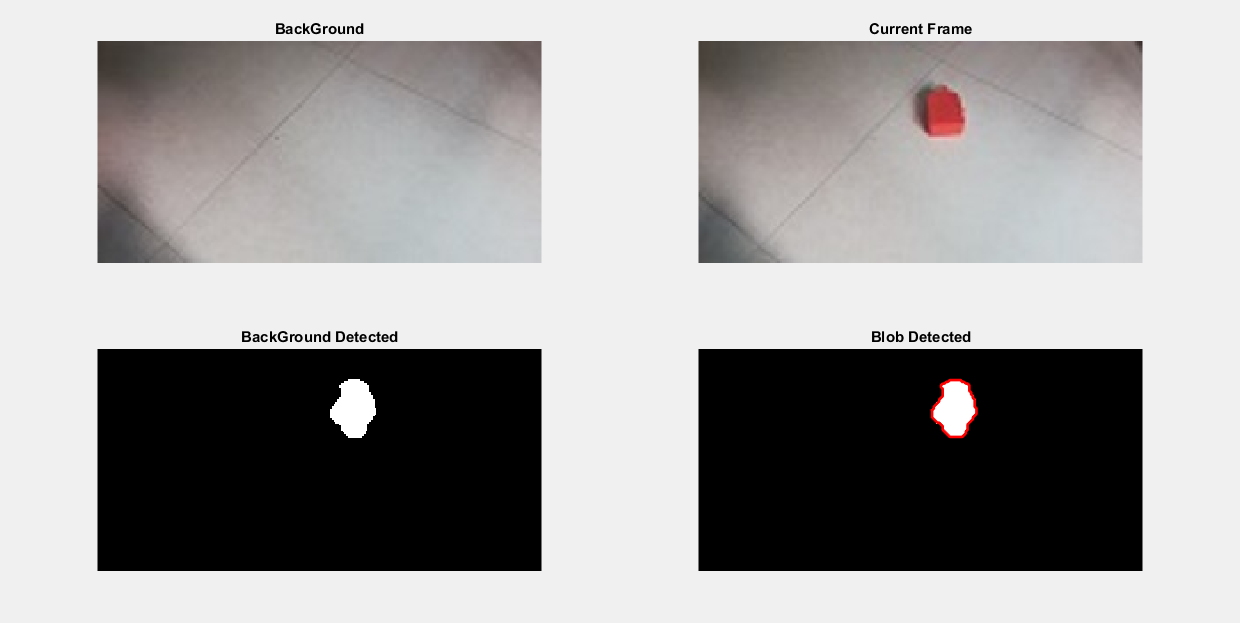 BackGround
Current Frame
BackGround Detected
Blob Detected